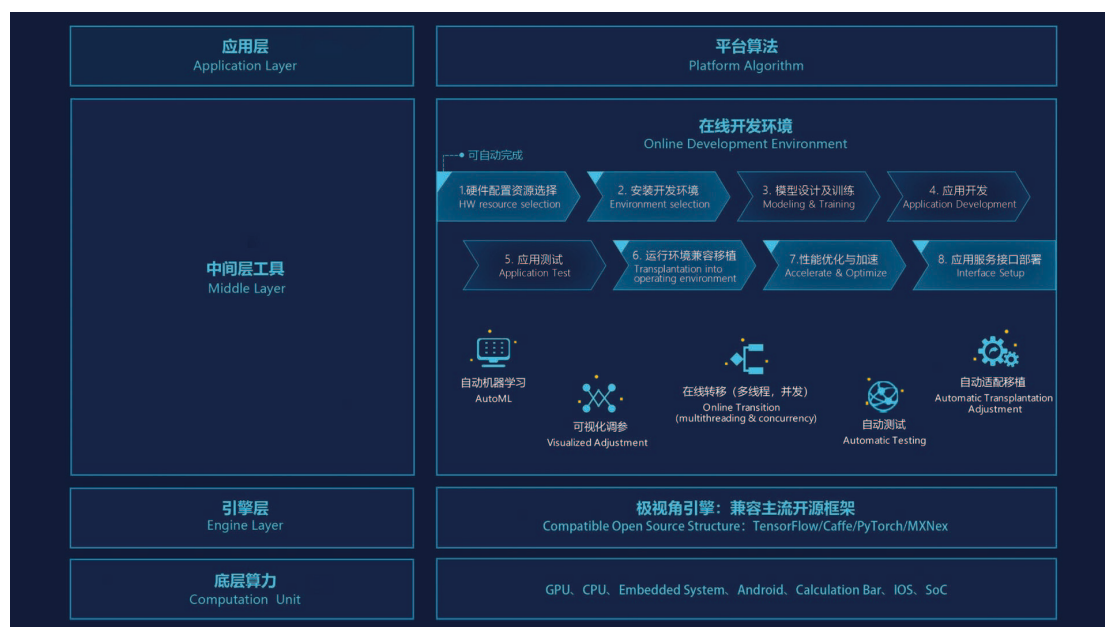 应用层
Application Layer
平台算法
Platform Algorithm
中间层工具
Middle Layer
在线开发环境
Online Development Environment
可自动完成
1.硬件配置资源选择
HW resource selection
2. 安装开发环境
Environment selection
3. 模型设计及训练
Modeling & Training
4. 应用开发
Application Development
5. 应用测试
Application Test
6. 运行环境兼容移植
Transplantation into
operating environment
7.性能优化与加速
Accelerate & Optimize
8. 应用服务接口部署
Interface Setup
自动机器学习
AutoML
可视化调参
Visualized Adjustment
在线转移（多线程，并发）
Online Transition
(multithreading & concurrency)
自动测试
Automatic Testing
自动适配移植
Automatic Transplantation
Adjustment
引擎层
Engine Layer
极视角引擎：兼容主流开源框架
Compatible Open Source Structure：TensorFlow/Caffe/PyTorch/MXNex
底层算力
Computation Unit
GPU、CPU、Embedded System、Android、Calculation Bar、IOS、SoC